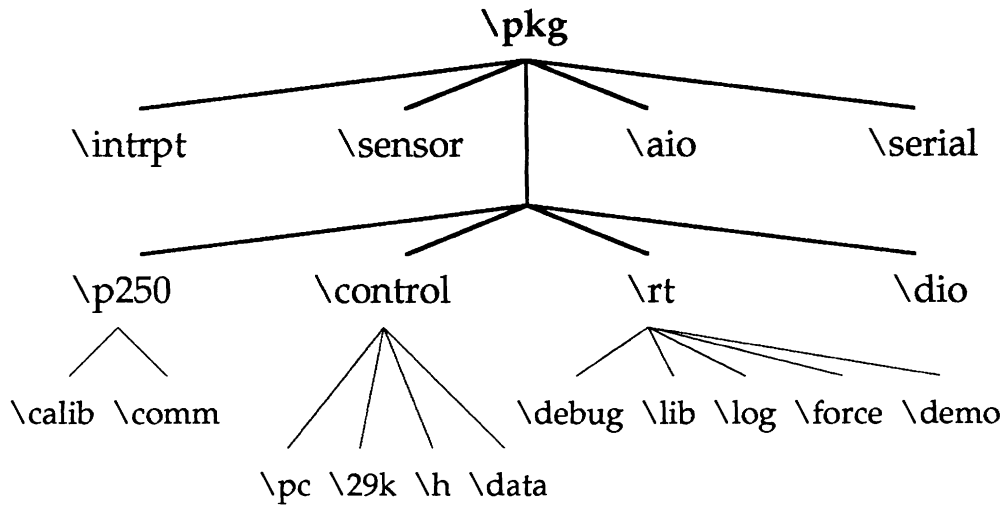 \pkg
\intrpt \sensor \aio \serial
\p250 \control \rt \dio
\calib \comm \debug \lib \log \force \demo
\pc \29k \h \data